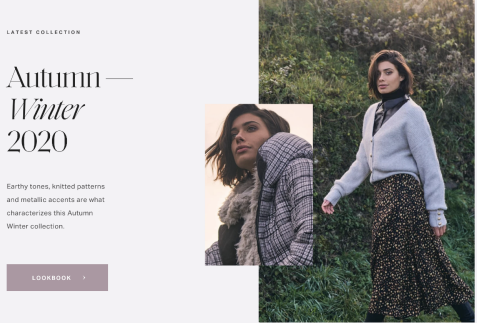 LATEST COLLECTION
Autumn —
Winter
2020
Earthy tones, knitted patterns
and metallic accents are what
characterizes this Autumn
Winter collection.
LOOKBOOK >